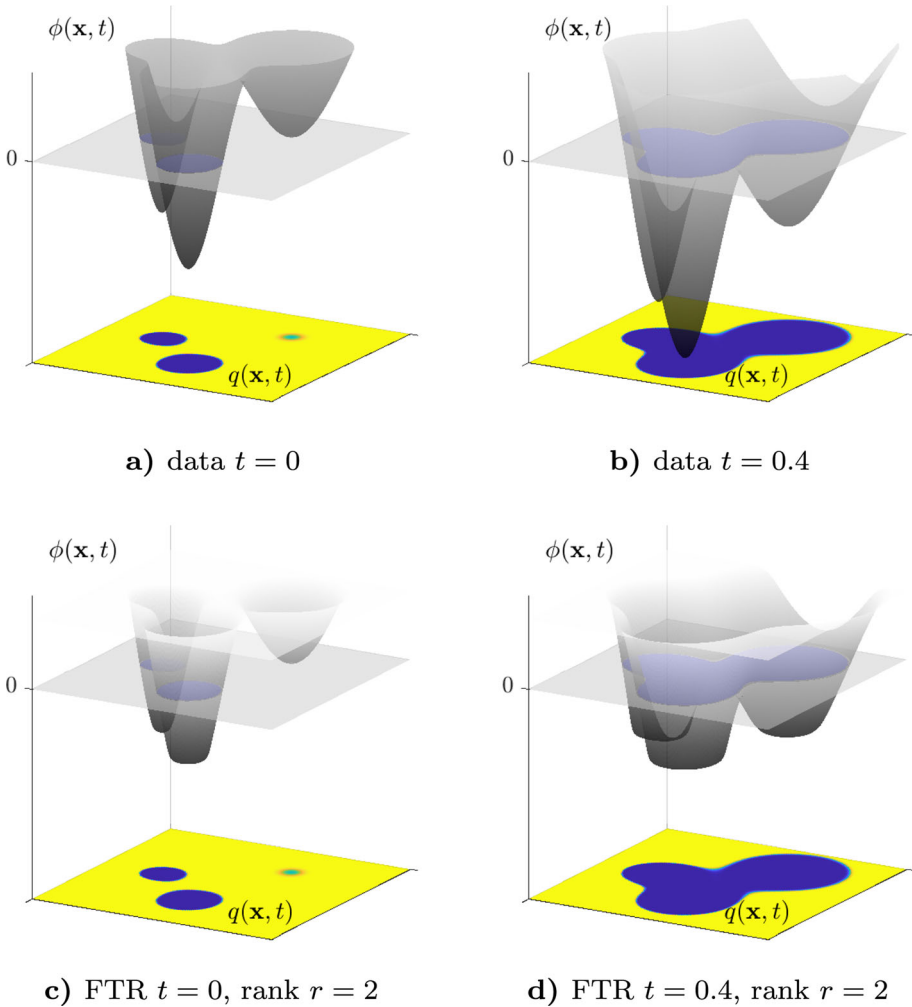 ϕ(x, t)
ϕ(x, t)
0
0
q(x, t)
q(x, t)
a) data t = 0
b) data t = 0.4
ϕ(x, t)
ϕ(x, t)
0
0
q(x, t)
q(x, t)
c) FTR t = 0, rank r = 2
d) FTR t = 0.4, rank r = 2